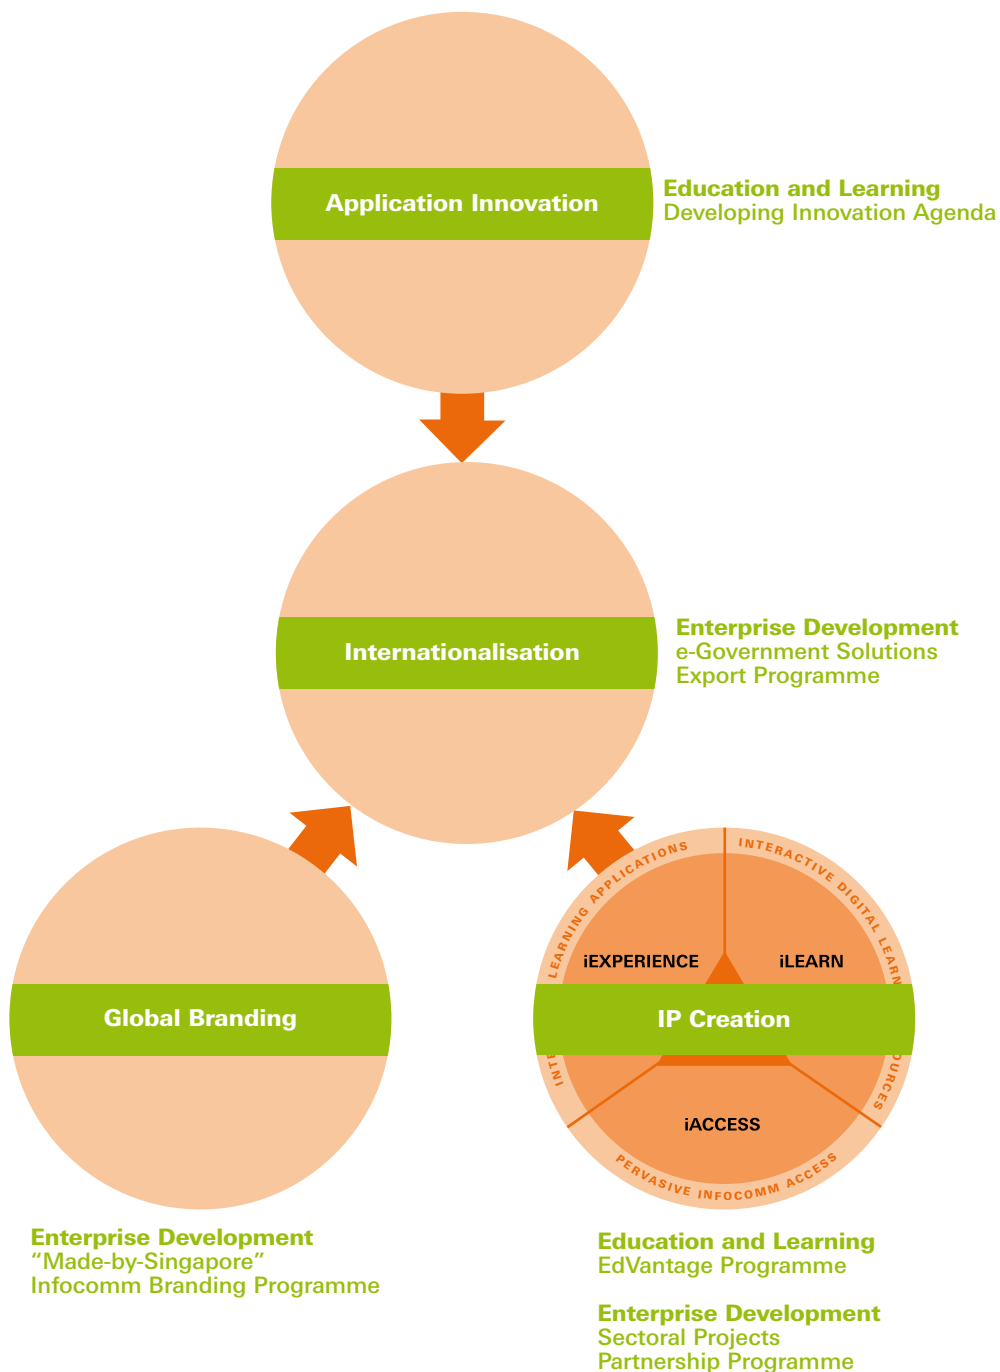 Application Innovation
Education and Learning
Developing Innovation Agenda
Internationalisation
Enterprise Development
e-Government Solutions
Export Programme
Global Branding
Enterprise Development
“Made-by-Singapore”
Infocomm Branding Programme
LEARNING APPLICATIONS
INTERACTIVE DIGITAL
iEXPERIENCE
iLEARN
IP Creation
iACCESS
PERVASIVE INFOCOMM ACCESS
Education and Learning
EdVantage Programme
Enterprise Development
Sectoral Projects
Partnership Programme